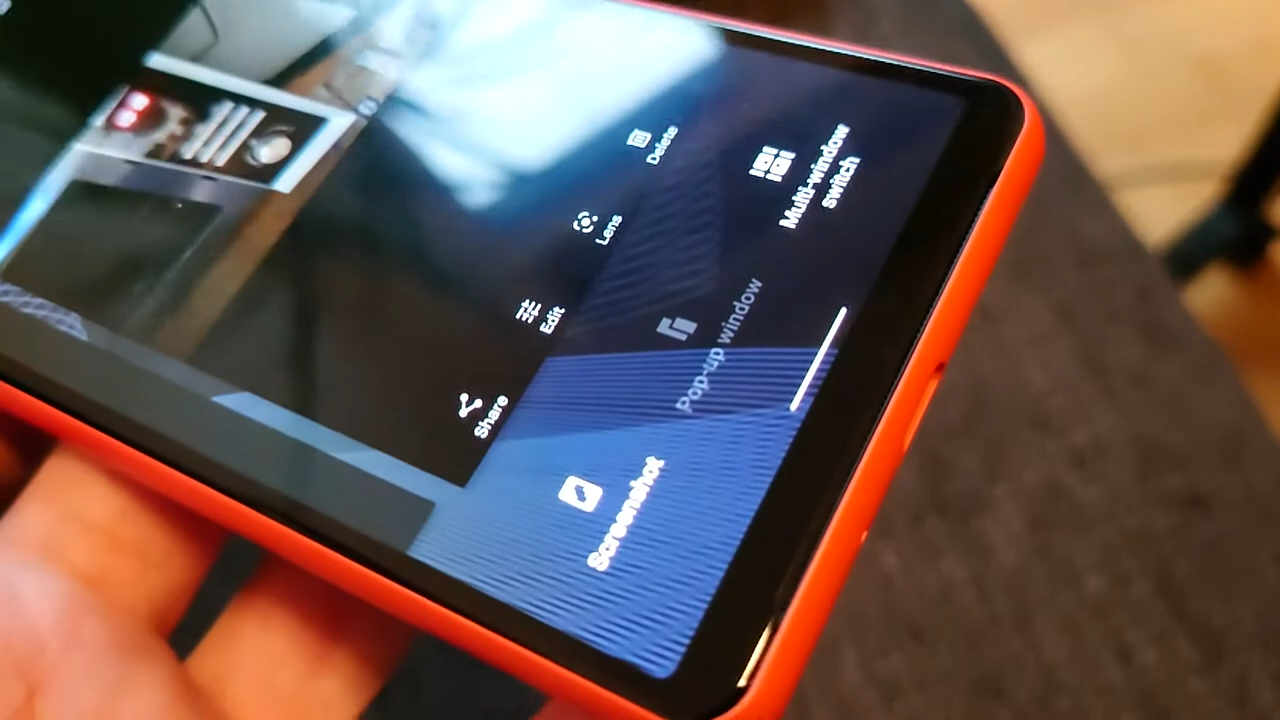 Share
Edit
Lens
Delete
Screenshot
Pop-up window
Multi-window
switch